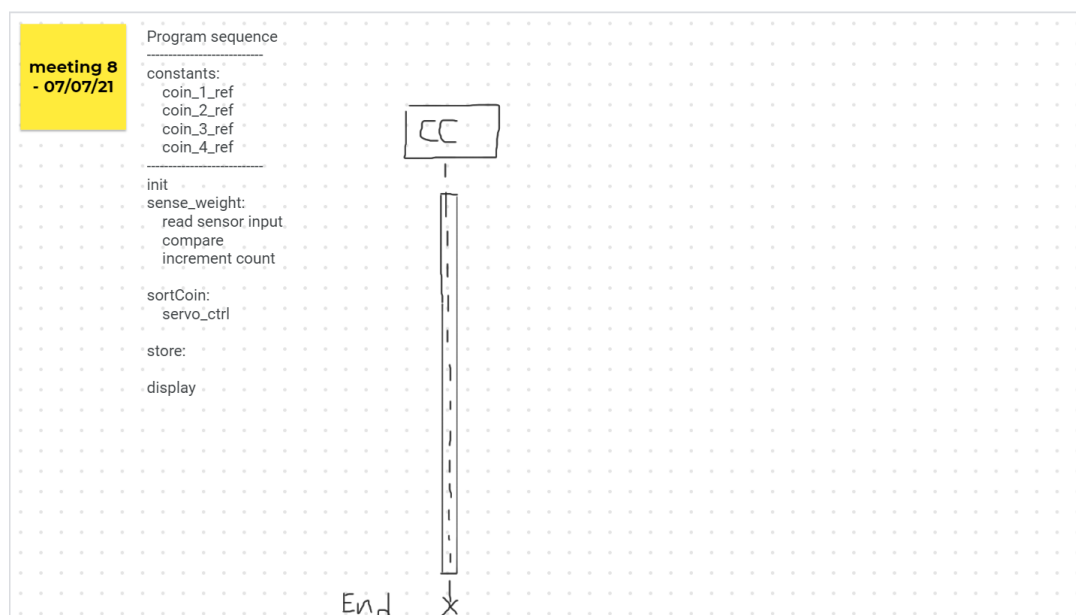 meeting 8
- 07/07/21
Program sequence
---------------------------
constants:
coin_1_ref
coin_2_ref
coin_3_ref
coin_4_ref
---------------------------
init
sense_weight:
read sensor input
compare
increment count
sortCoin:
servo_ctrl
store:
display
CC
End
X